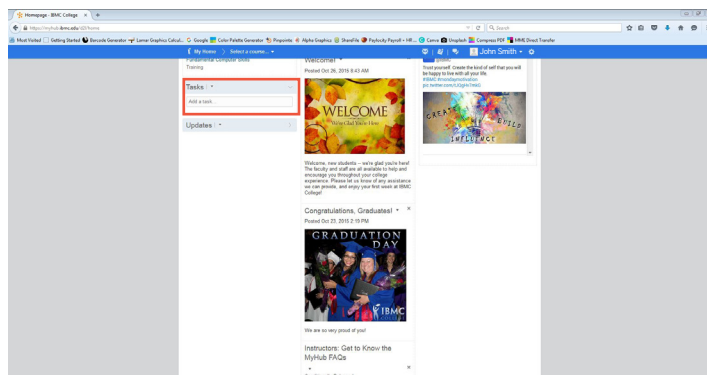 Homepage - IBMC College
https://myhub.ibmc.edu/d2l/home
Search
Most Visited
Getting Started
Barcode Generator
Lamar Graphics Calcul...
Google
Color Palette Generator
Pinpointe
Alpha Graphics
ShareFile
Paylocity Payroll + HR...
Canva
Unsplash
Compress PDF
MMG Direct Transfer
My Home
Select a course...
John Smith
Fundamental Computer Skills
Training
Tasks
Add a task...
Updates
Welcome!
Posted Oct 26, 2015 8:43 AM
WELCOME
We're Glad You're Here
Welcome, new students -- we're glad you're here!
The faculty and staff are all available to help and
encourage you throughout your college
experience. Please let us know of any assistance
we can provide, and enjoy your first week at IBMC
College!
Congratulations, Graduates!
Posted Oct 23, 2015 2:19 PM
GRADUATION
DAY
IBMC
COLLEGE
We are so very proud of you!
Instructors: Get to Know the
MyHub FAQs
Trust yourself. Create the kind of self that you will
be happy to live with all your life.
#IBMC #mondaymotivation
CREATE
BUILD
INFLUENCE